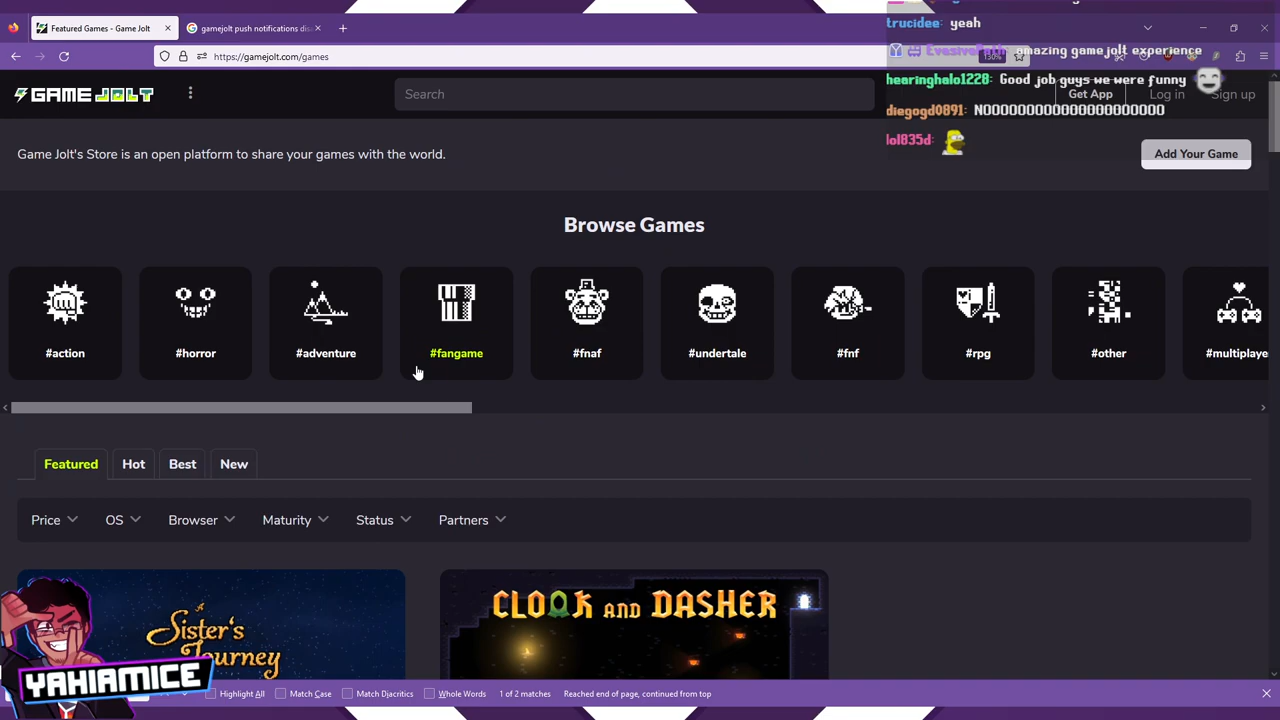 Featured Games - Game Jolt
gamejolt push notifications disa
https://gamejolt.com/games
130%
trucidee: yeah
EvesivePath: amazing game jolt experience
hearinghalo1228: Good job guys we were funny
diegogd0891: NOOOOOOOOOOOOOOOOOOOO
lol835d:
GAME JOLT
Search
Get App
Log in
Sign up
Game Jolt's Store is an open platform to share your games with the world.
Add Your Game
Browse Games
#action
#horror
#adventure
#fangame
#fnaf
#undertale
#fnf
#rpg
#other
#multiplaye
Featured
Hot
Best
New
Price
OS
Browser
Maturity
Status
Partners
A Sister's Journey
CLOAK AND DASHER
YAHIAMICE
Highlight All
Match Case
Match Diacritics
Whole Words
1 of 2 matches
Reached end of page, continued from top